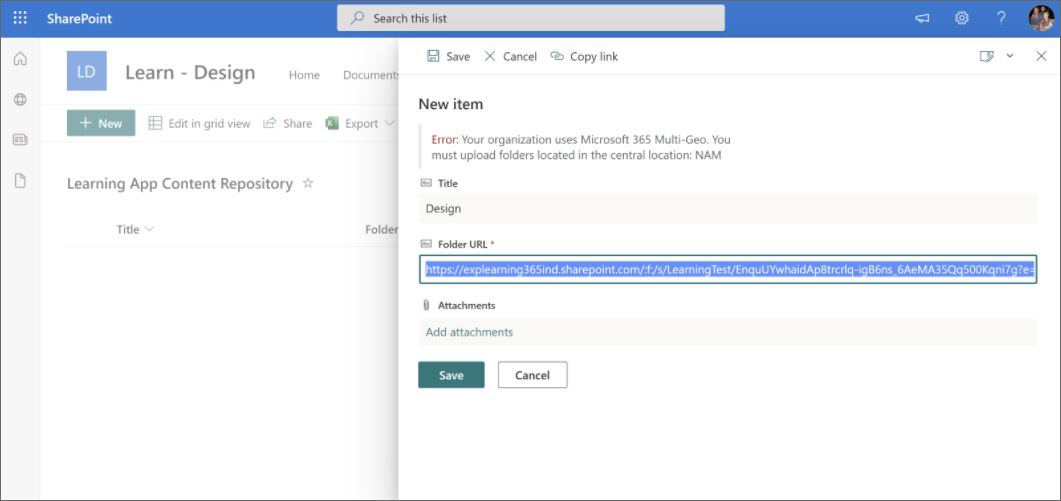 SharePoint
Search this list
LD
Learn - Design
Home
Documents
New
Edit in grid view
Share
Export
Learning App Content Repository
Title
Folder
Save
Cancel
Copy link
New item
Error: Your organization uses Microsoft 365 Multi-Geo. You
must upload folders located in the central location: NAM
Title
Design
Folder URL *
https://explearning365ind.sharepoint.com/:f:/s/LearningTest/EnquUYwhaidAp8trcrlq-igB6ns_6AeMA35Qq500Kqni7g?e=
Attachments
Add attachments
Save
Cancel